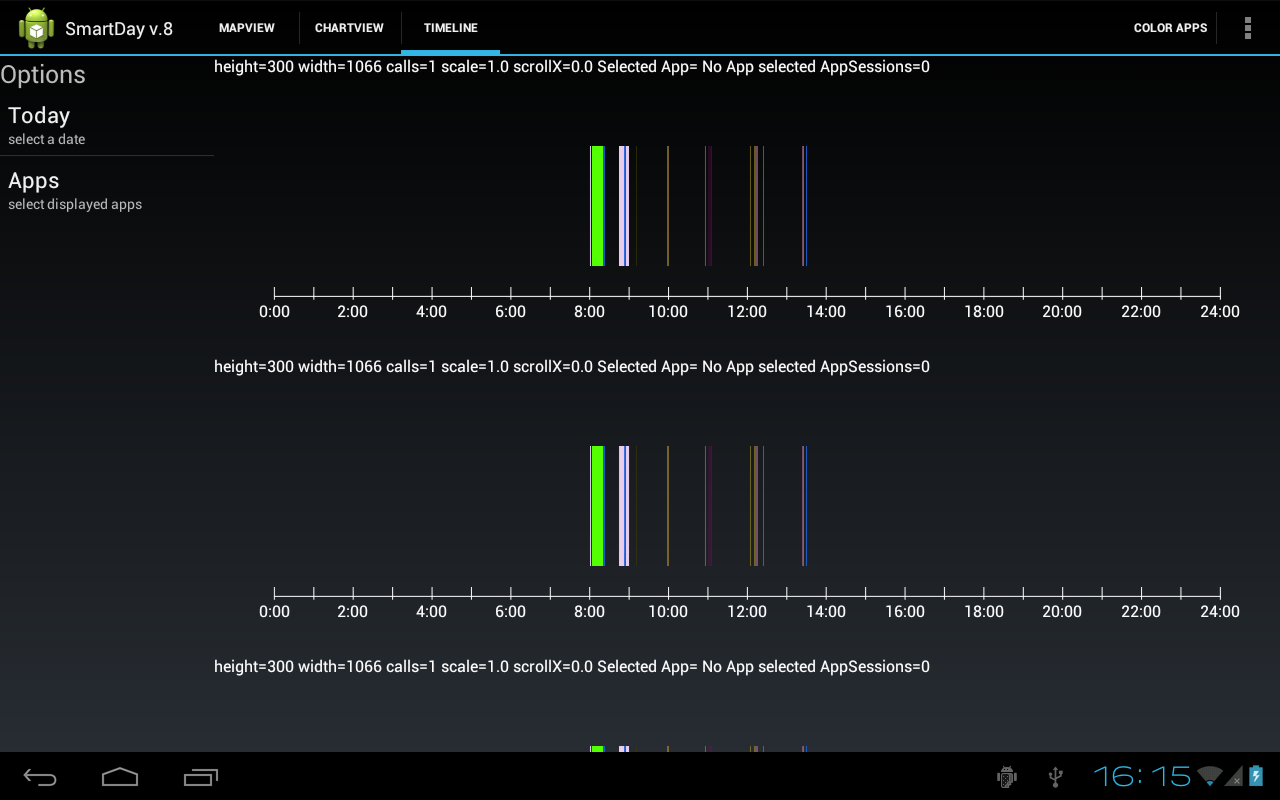 SmartDay v.8 MAPVIEW CHARTVIEW TIMELINE COLOR APPS
Options
Today
select a date
Apps
select displayed apps
height=300 width=1066 calls=1 scale=1.0 scrollX=0.0 Selected App= No App selected AppSessions=0
0:00 2:00 4:00 6:00 8:00 10:00 12:00 14:00 16:00 18:00 20:00 22:00 24:00
height=300 width=1066 calls=1 scale=1.0 scrollX=0.0 Selected App= No App selected AppSessions=0
0:00 2:00 4:00 6:00 8:00 10:00 12:00 14:00 16:00 18:00 20:00 22:00 24:00
height=300 width=1066 calls=1 scale=1.0 scrollX=0.0 Selected App= No App selected AppSessions=0
16:15